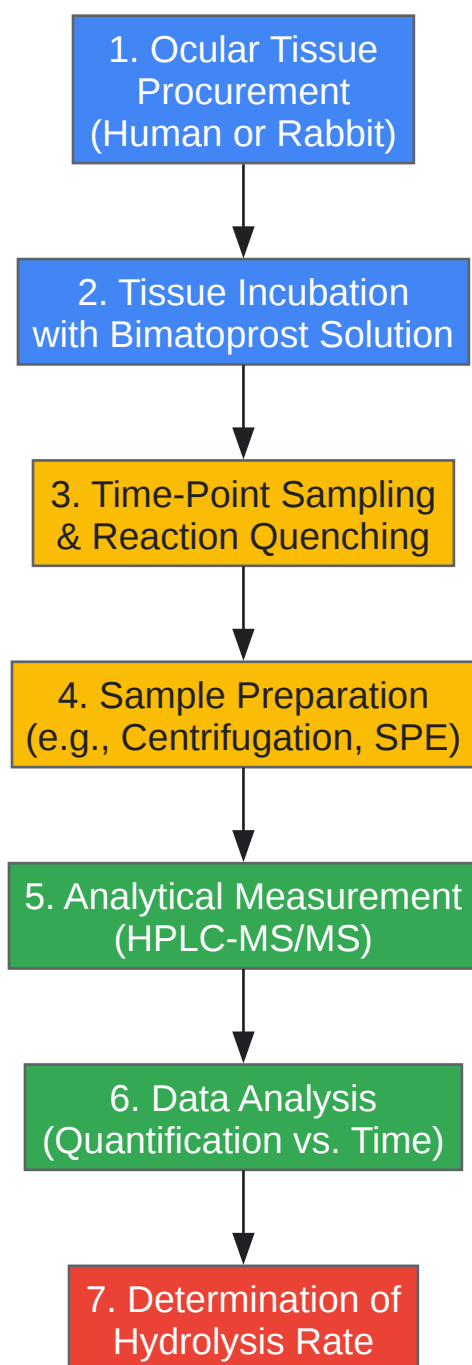 1. Ocular Tissue
Procurement
(Human or Rabbit)
2. Tissue Incubation
with Bimatoprost Solution
3. Time-Point Sampling
& Reaction Quenching
4. Sample Preparation
(e.g., Centrifugation, SPE)
5. Analytical Measurement
(HPLC-MS/MS)
6. Data Analysis
(Quantification vs. Time)
7. Determination of
Hydrolysis Rate